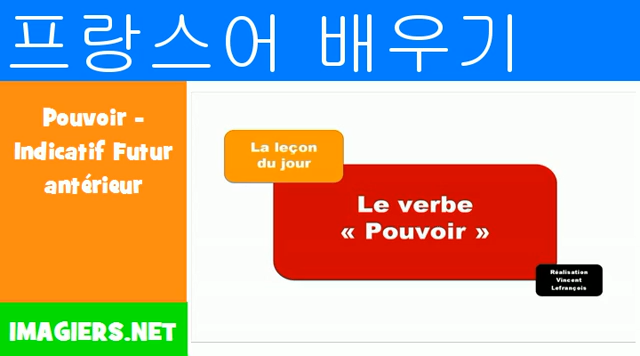 프랑스어 배우기
Pouvoir -
Indicatif Futur
antérieur
La leçon
du jour
Le verbe
« Pouvoir »
Réalisation
Vincent
Lefrançois
IMAGIERS.NET